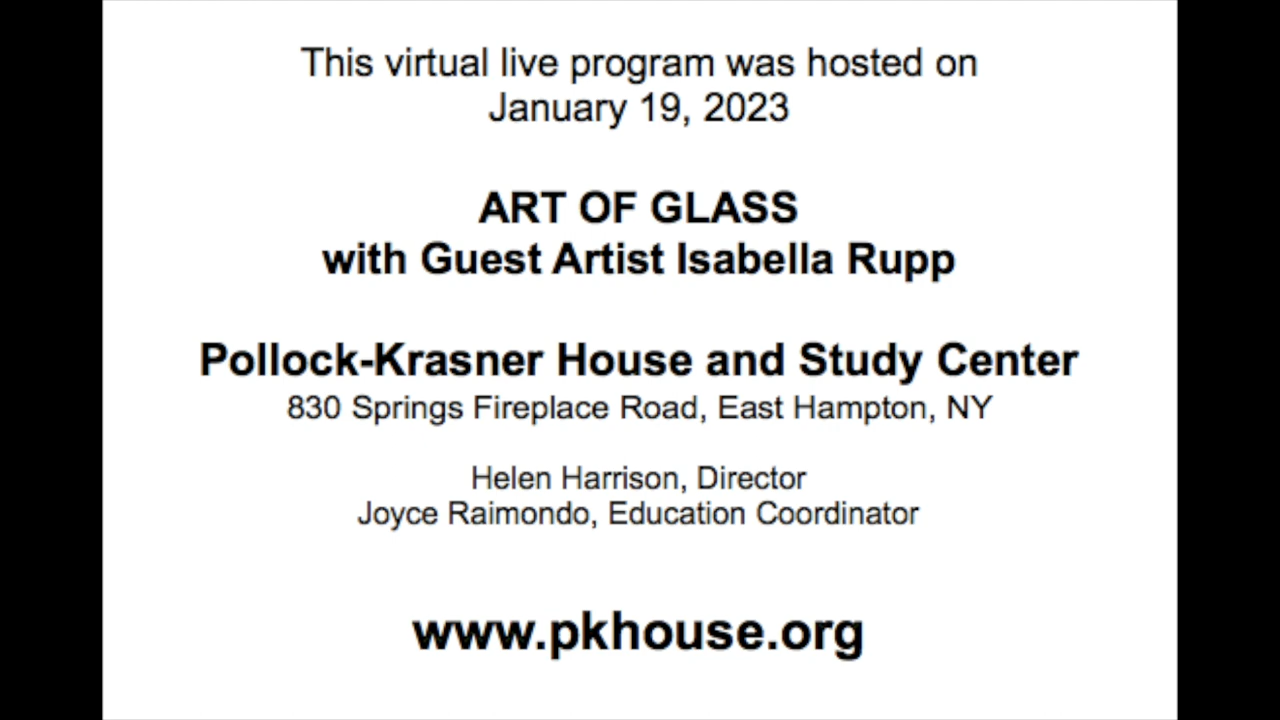 This virtual live program was hosted on
January 19, 2023
ART OF GLASS
with Guest Artist Isabella Rupp
Pollock-Krasner House and Study Center
830 Springs Fireplace Road, East Hampton, NY
Helen Harrison, Director
Joyce Raimondo, Education Coordinator
www.pkhouse.org